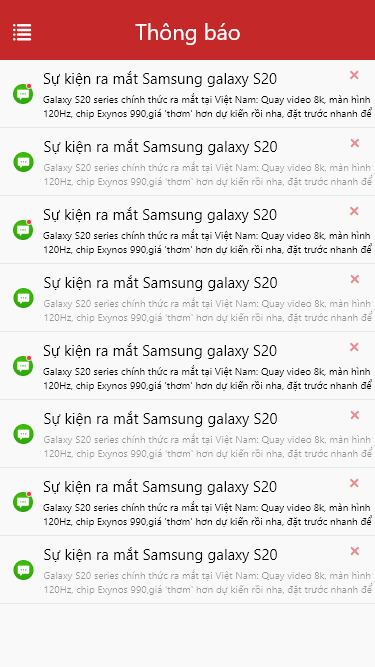 Thông báo
Sự kiện ra mắt Samsung galaxy S20
Galaxy S20 series chính thức ra mắt tại Việt Nam: Quay video 8k, màn hình
120Hz, chip Exynos 990,giá 'thơm' hơn dự kiến rồi nha, đặt trước nhanh để
Sự kiện ra mắt Samsung galaxy S20
Galaxy S20 series chính thức ra mắt tại Việt Nam: Quay video 8k, màn hình
120Hz, chip Exynos 990,giá 'thơm' hơn dự kiến rồi nha, đặt trước nhanh để
Sự kiện ra mắt Samsung galaxy S20
Galaxy S20 series chính thức ra mắt tại Việt Nam: Quay video 8k, màn hình
120Hz, chip Exynos 990,giá 'thơm' hơn dự kiến rồi nha, đặt trước nhanh để
Sự kiện ra mắt Samsung galaxy S20
Galaxy S20 series chính thức ra mắt tại Việt Nam: Quay video 8k, màn hình
120Hz, chip Exynos 990,giá 'thơm' hơn dự kiến rồi nha, đặt trước nhanh để
Sự kiện ra mắt Samsung galaxy S20
Galaxy S20 series chính thức ra mắt tại Việt Nam: Quay video 8k, màn hình
120Hz, chip Exynos 990,giá 'thơm' hơn dự kiến rồi nha, đặt trước nhanh để
Sự kiện ra mắt Samsung galaxy S20
Galaxy S20 series chính thức ra mắt tại Việt Nam: Quay video 8k, màn hình
120Hz, chip Exynos 990,giá 'thơm' hơn dự kiến rồi nha, đặt trước nhanh để
Sự kiện ra mắt Samsung galaxy S20
Galaxy S20 series chính thức ra mắt tại Việt Nam: Quay video 8k, màn hình
120Hz, chip Exynos 990,giá 'thơm' hơn dự kiến rồi nha, đặt trước nhanh để
Sự kiện ra mắt Samsung galaxy S20
Galaxy S20 series chính thức ra mắt tại Việt Nam: Quay video 8k, màn hình
120Hz, chip Exynos 990,giá 'thơm' hơn dự kiến rồi nha, đặt trước nhanh để